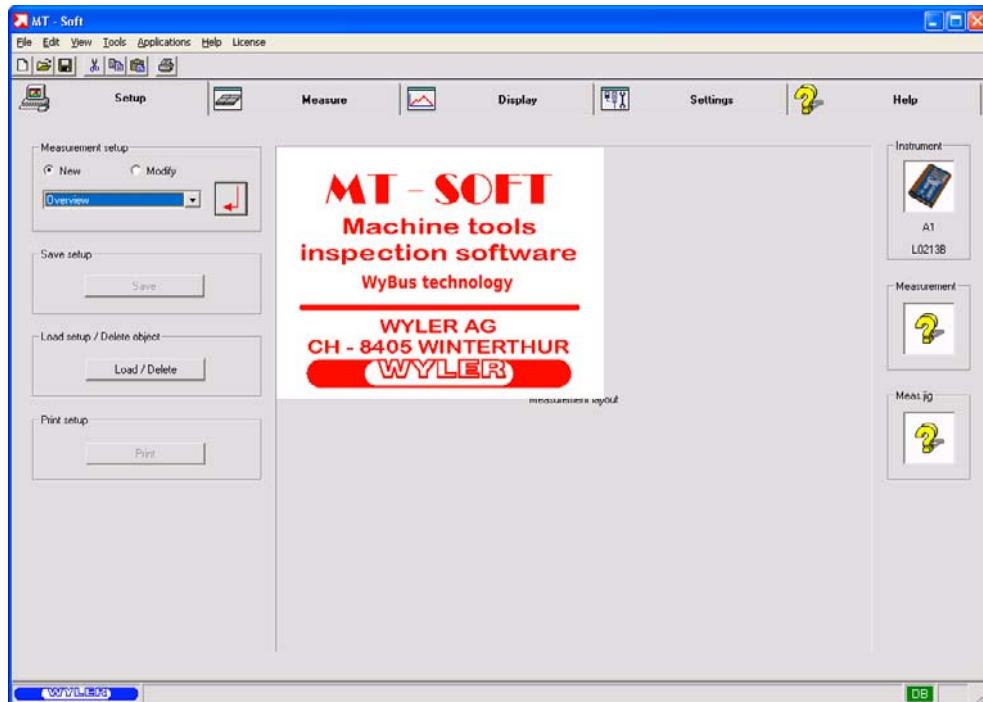 MT - Soft
File Edit View Tools Applications Help License
Setup Measure Display Settings Help
Measurement setup
New Modify
Overview
Save setup
Save
Load setup / Delete object
Load / Delete
Print setup
Print
MT - SOFT
Machine tools
inspection software
WyBus technology
WYLER AG
CH - 8405 WINTERTHUR
WYLER
Measurement layout
Instrument
A1
L0213B
Measurement
Meas.jig
WYLER
DB